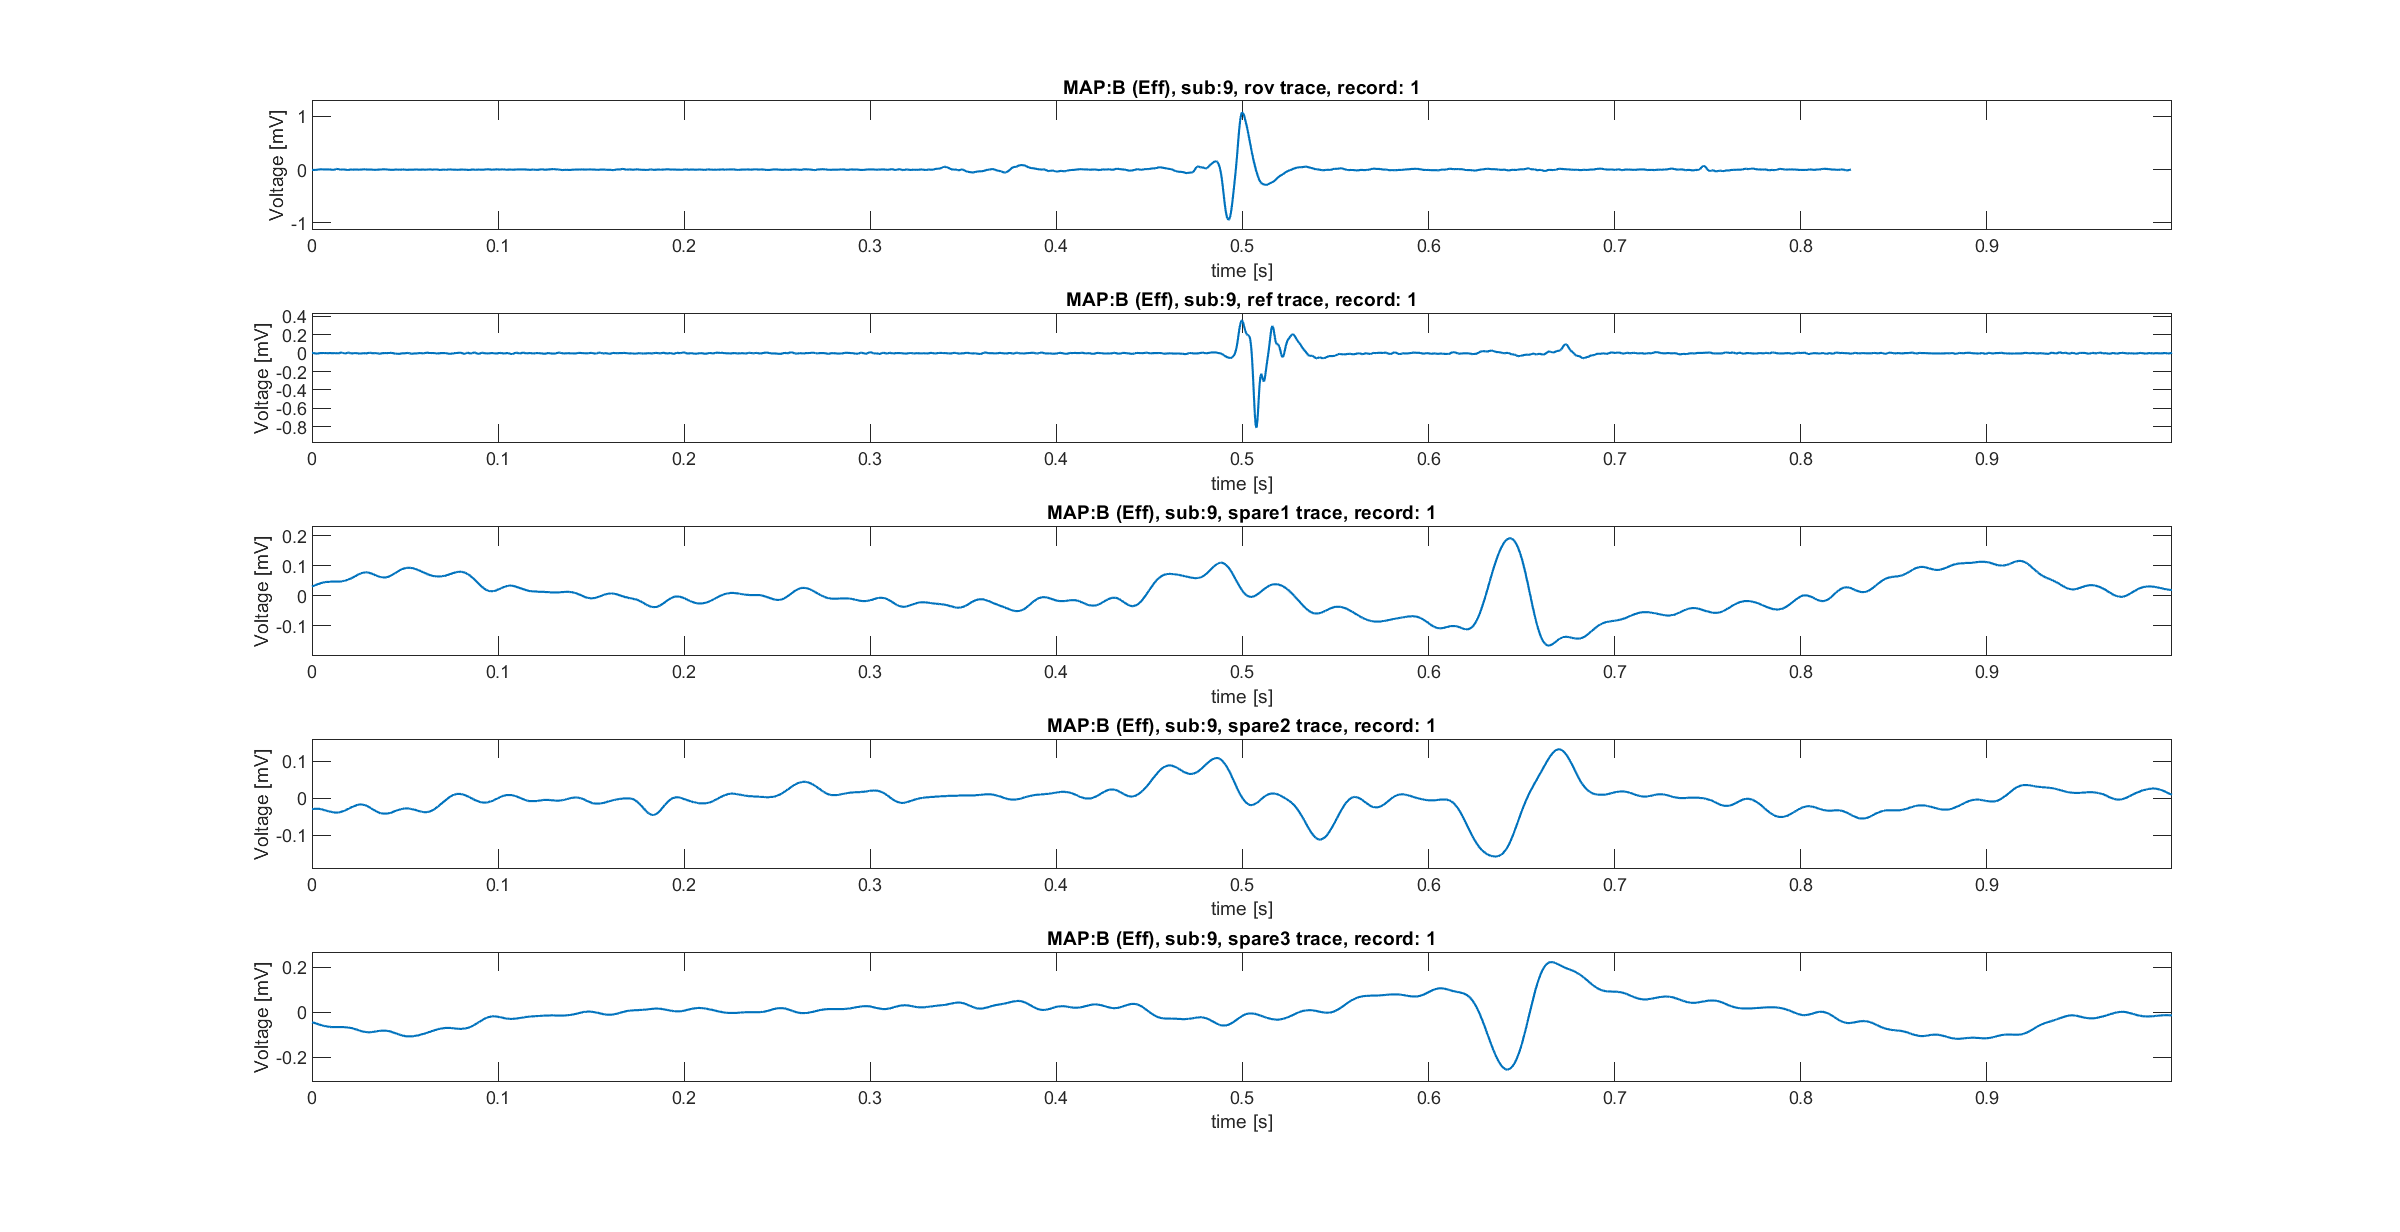 MAP:B (Eff), sub:9, rov trace, record: 1
Voltage [mV]
1
0
-1
0 0.1 0.2 0.3 0.4 0.5 0.6 0.7 0.8 0.9
time [s]
MAP:B (Eff), sub:9, ref trace, record: 1
Voltage [mV]
0.4
0.2
0
-0.2
-0.4
-0.6
-0.8
0 0.1 0.2 0.3 0.4 0.5 0.6 0.7 0.8 0.9
time [s]
MAP:B (Eff), sub:9, spare1 trace, record: 1
Voltage [mV]
0.2
0.1
0
-0.1
0 0.1 0.2 0.3 0.4 0.5 0.6 0.7 0.8 0.9
time [s]
MAP:B (Eff), sub:9, spare2 trace, record: 1
Voltage [mV]
0.1
0
-0.1
0 0.1 0.2 0.3 0.4 0.5 0.6 0.7 0.8 0.9
time [s]
MAP:B (Eff), sub:9, spare3 trace, record: 1
Voltage [mV]
0.2
0
-0.2
0 0.1 0.2 0.3 0.4 0.5 0.6 0.7 0.8 0.9
time [s]